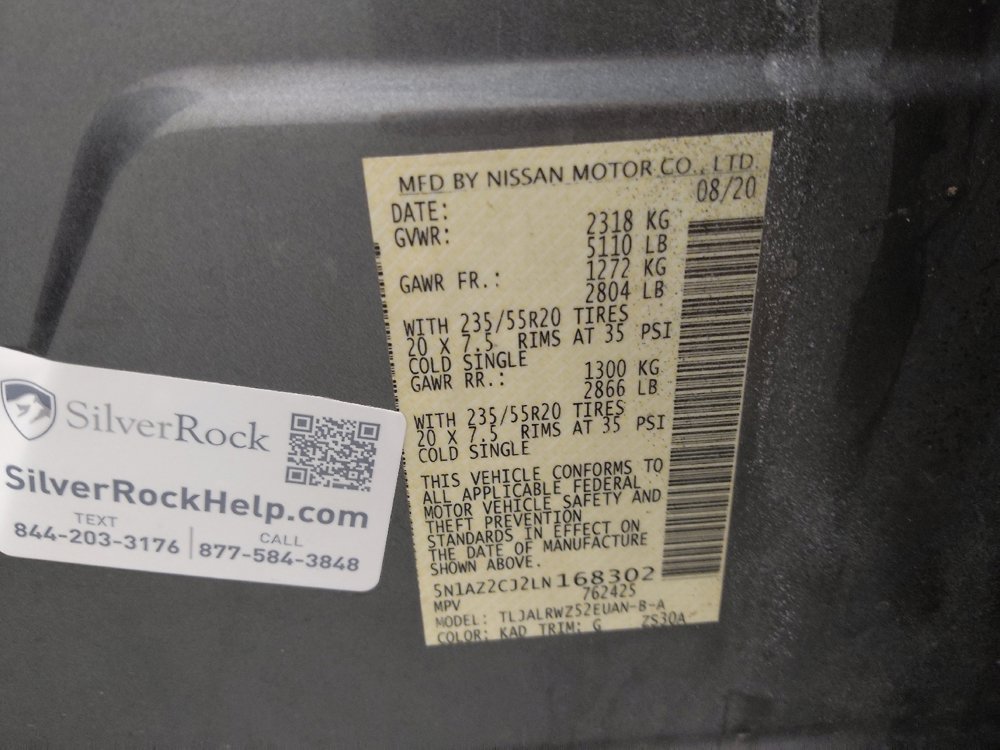 MFD BY NISSAN MOTOR CO., LTD.
08/20
DATE:
GVWR: 2318 KG
5110 LB
GAWR FR.: 1272 KG
2804 LB
WITH 235/55R20 TIRES
20 X 7.5 RIMS AT 35 PSI
COLD SINGLE
GAWR RR.: 1300 KG
2866 LB
WITH 235/55R20 TIRES
20 X 7.5 RIMS AT 35 PSI
COLD SINGLE
THIS VEHICLE CONFORMS TO
ALL APPLICABLE FEDERAL
MOTOR VEHICLE SAFETY AND
THEFT PREVENTION
STANDARDS IN EFFECT ON
THE DATE OF MANUFACTURE
SHOWN ABOVE.
5N1AZ2CJ2LN168302
762425
MPV
MODEL: TLJALRWZ52EUAN-B-A
COLOR: KAD TRIM: G ZS30A
SilverRock
SilverRockHelp.com
TEXT
844-203-3176
CALL
877-584-3848